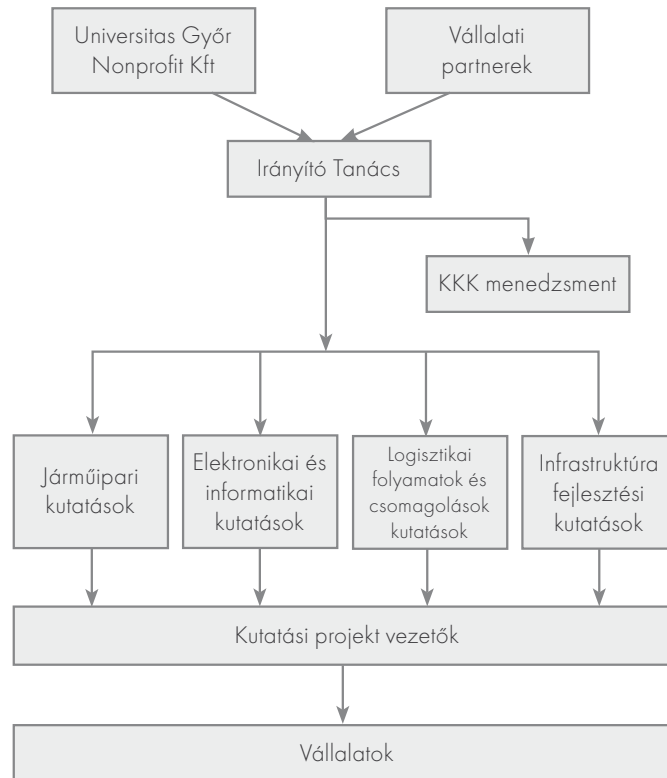 Universitas Győr
Nonprofit Kft
Vállalati
partnerek
Irányító Tanács
KKK menedzsment
Járműipari
kutatások
Elektronikai és
informatikai
kutatások
Logisztikai
folyamatok és
csomagolások
kutatások
Infrastruktúra
fejlesztési
kutatások
Kutatási projekt vezetők
Vállalatok